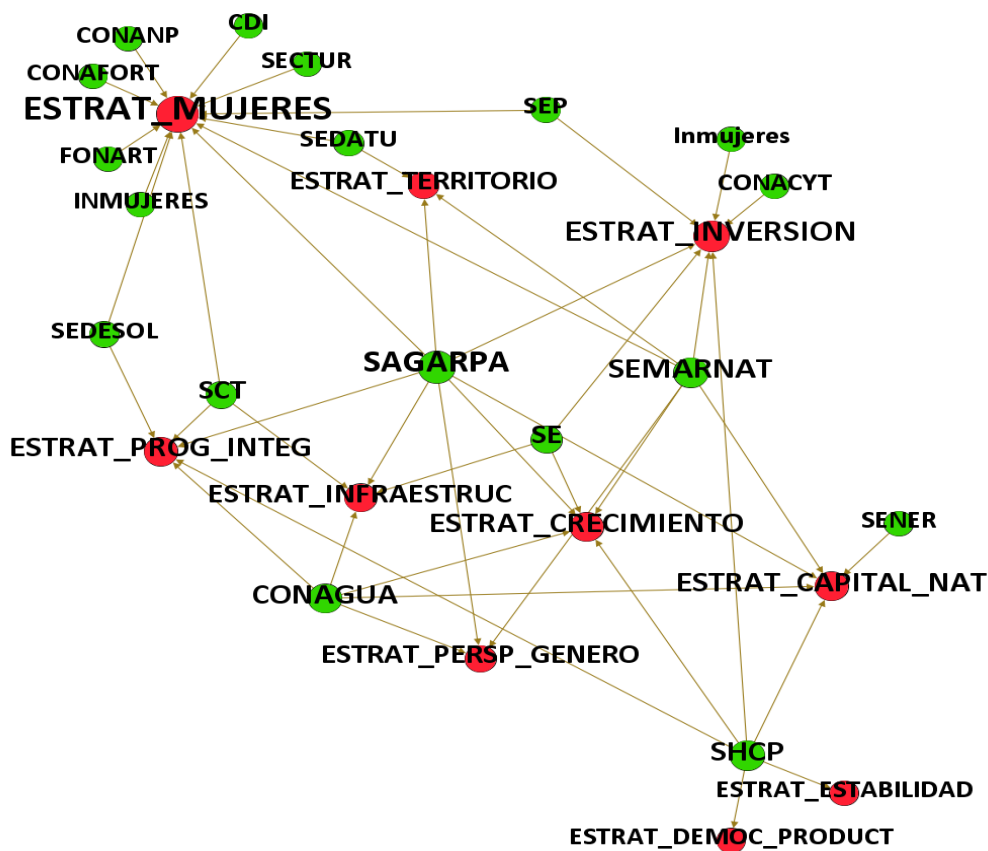 CDI
CONANP
SECTUR
CONAFORT
ESTRAT_MUJERES
SEP
Inmujeres
SEDATU
FONART
ESTRAT_TERRITORIO
CONACYT
INMUJERES
ESTRAT_INVERSION
SEDESOL
SAGARPA
SEMARNAT
SCT
SE
ESTRAT_PROG_INTEG
ESTRAT_INFRAESTRUC
ESTRAT_CRECIMIENTO
SENER
ESTRAT_CAPITAL_NAT
CONAGUA
ESTRAT_PERSP_GENERO
SHCP
ESTRAT_ESTABILIDAD
ESTRAT_DEMOC_PRODUCT